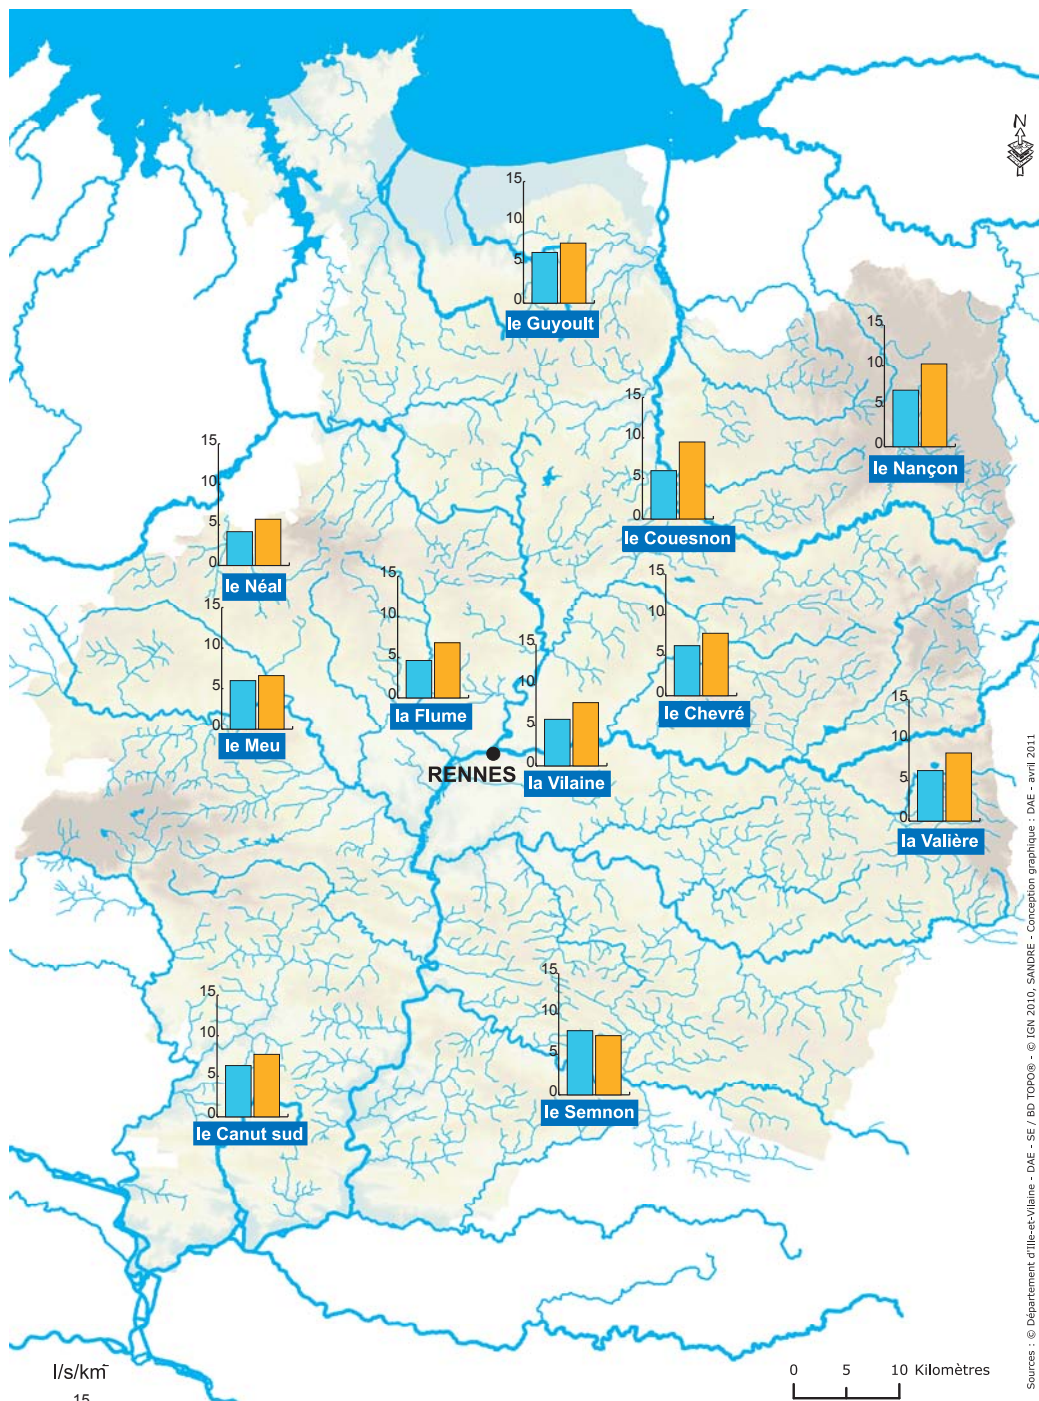 N
15
10
5
0
le Guyoult
15
10
5
0
le Nançon
15
10
5
0
le Couesnon
15
10
5
0
le Néal
15
10
5
0
la Flume
15
10
5
0
le Chevré
15
10
5
0
le Meu
15
10
5
0
la Vilaine
RENNES
15
10
5
0
la Valière
15
10
5
0
le Semnon
15
10
5
0
le Canut sud
l/s/km
15
0 5 10 Kilomètres
Sources : © Département d'Ille-et-Vilaine - DAE - SE / BD TOPO® - © IGN 2010, SANDRE - Conception graphique : DAE - avril 2011